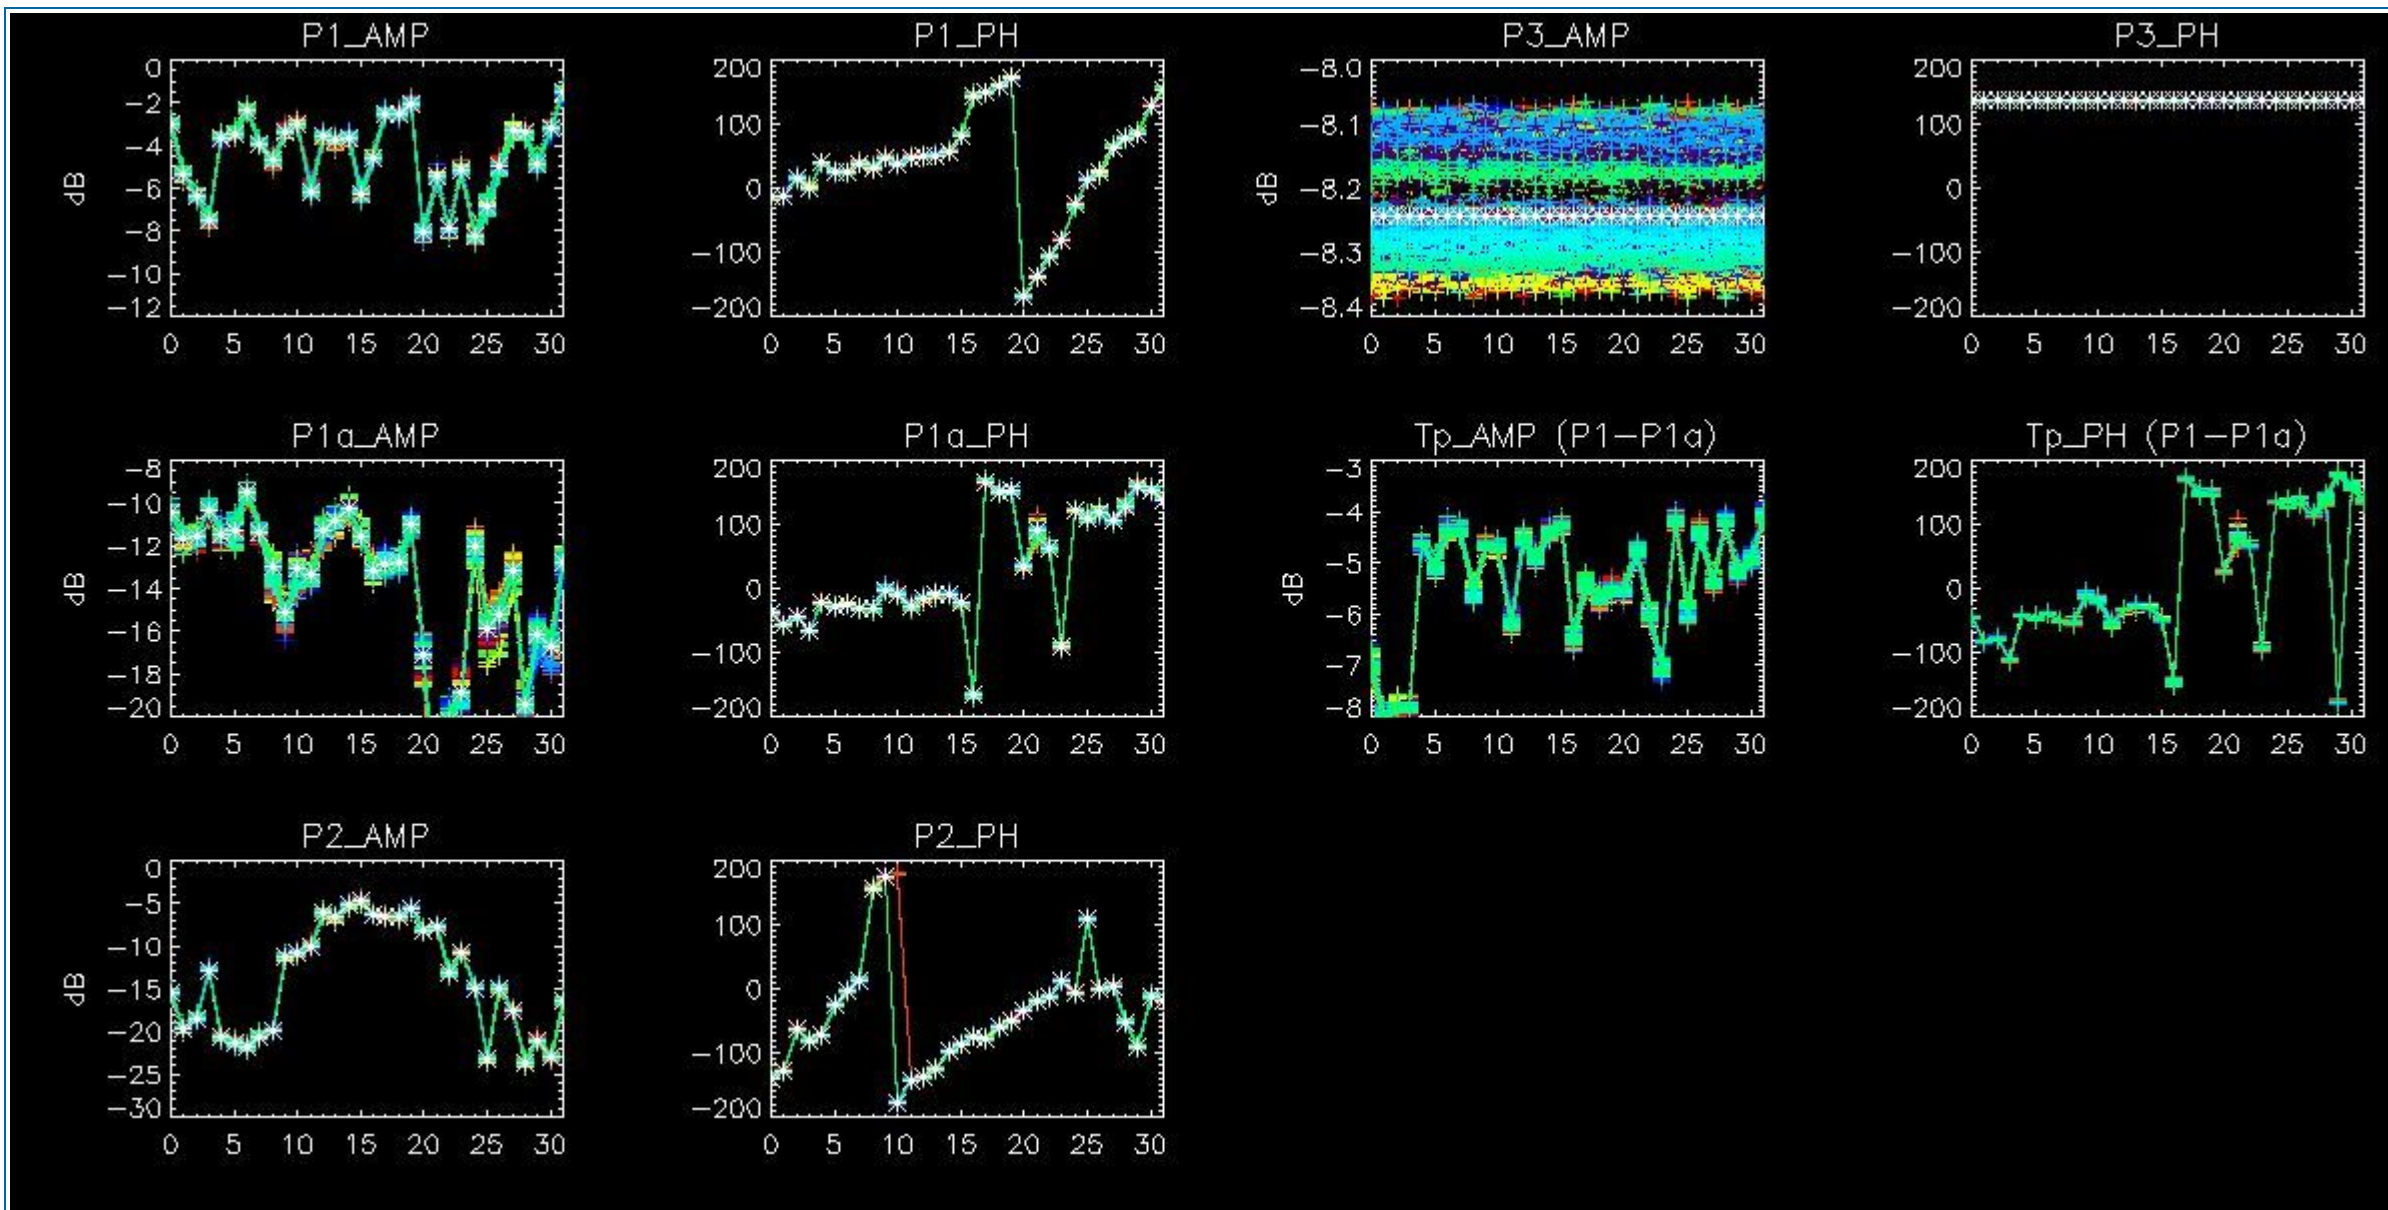 P1_AMP
0
−2
−4
−6
−8
−10
−12
dB
0 5 10 15 20 25 30
P1_PH
200
100
0
−100
−200
0 5 10 15 20 25 30
P3_AMP
−8.0
−8.1
−8.2
−8.3
−8.4
dB
0 5 10 15 20 25 30
P3_PH
200
100
0
−100
−200
0 5 10 15 20 25 30
P1a_AMP
−8
−10
−12
−14
−16
−18
−20
dB
0 5 10 15 20 25 30
P1a_PH
200
100
0
−100
−200
0 5 10 15 20 25 30
Tp_AMP (P1−P1a)
−3
−4
−5
−6
−7
−8
dB
0 5 10 15 20 25 30
Tp_PH (P1−P1a)
200
100
0
−100
−200
0 5 10 15 20 25 30
P2_AMP
0
−5
−10
−15
−20
−25
−30
dB
0 5 10 15 20 25 30
P2_PH
200
100
0
−100
−200
0 5 10 15 20 25 30